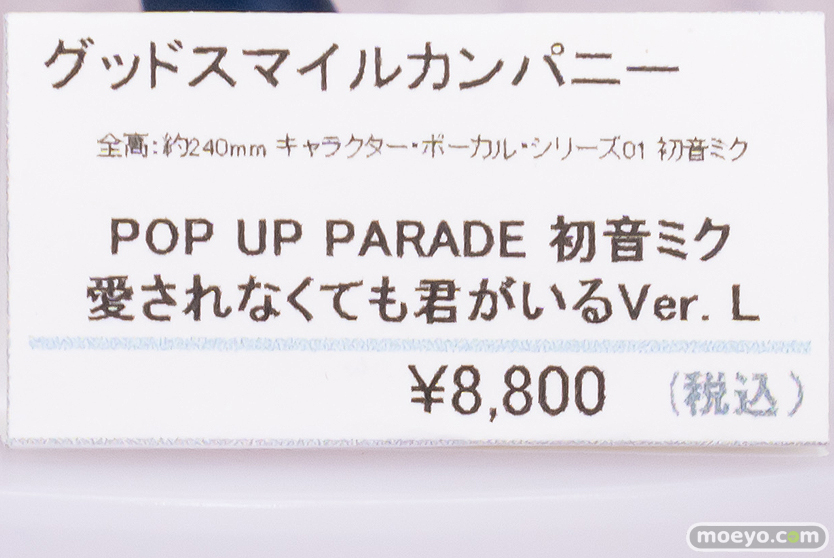 グッドスマイルカンパニー
全高:約240mm キャラクター・ボーカル・シリーズ01 初音ミク
POP UP PARADE 初音ミク
愛されなくても君がいるVer. L
¥8,800 (税込)
moeyo.com